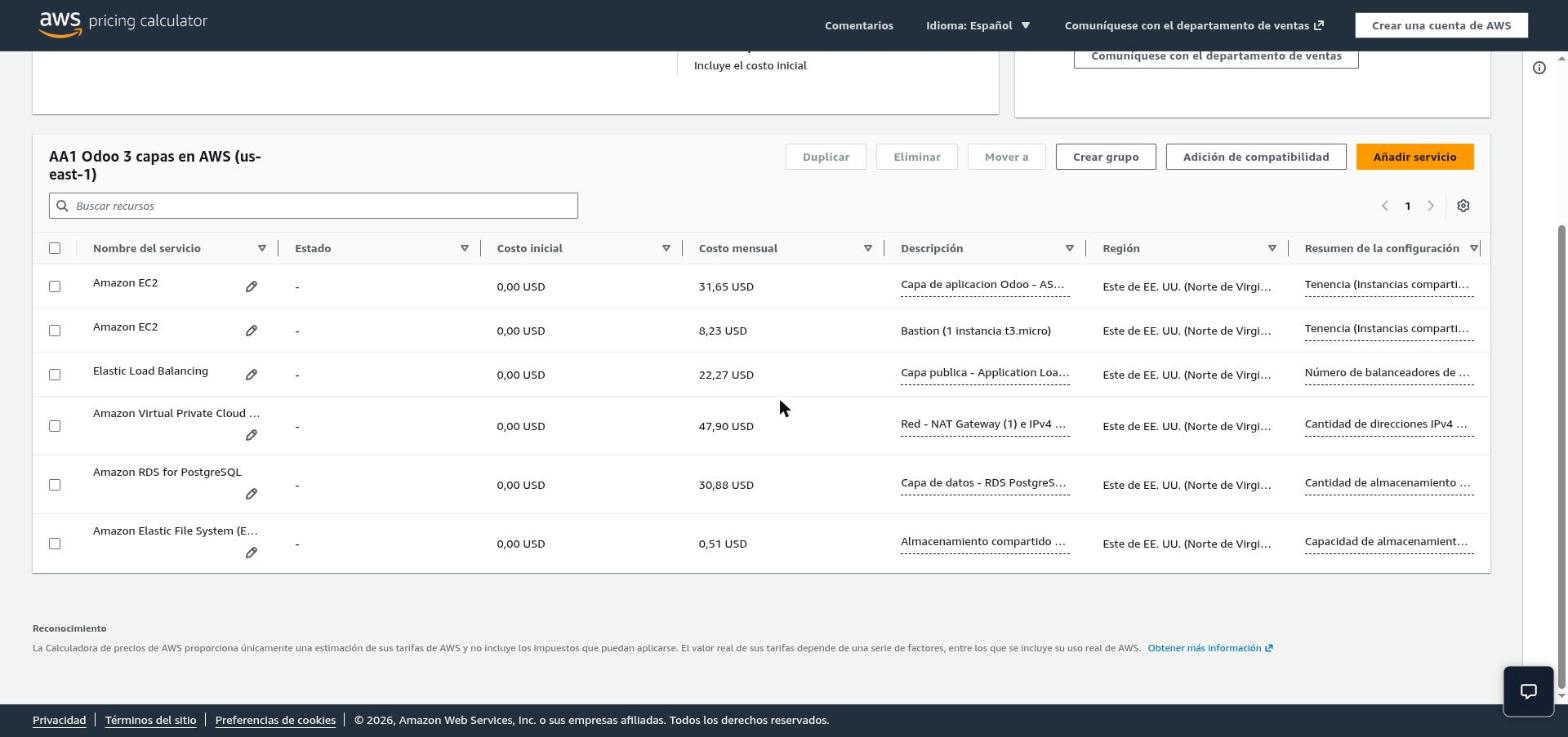 aws pricing calculator
Comentarios
Idioma: Español
Comuníquese con el departamento de ventas
Crear una cuenta de AWS
Incluye el costo inicial
Comuníquese con el departamento de ventas
AA1 Odoo 3 capas en AWS (us-
east-1)
Duplicar
Eliminar
Mover a
Crear grupo
Adición de compatibilidad
Añadir servicio
Buscar recursos
1
Nombre del servicio Estado Costo inicial Costo mensual Descripción Región Resumen de la configuración
Amazon EC2 - 0,00 USD 31,65 USD Capa de aplicacion Odoo - AS... Este de EE. UU. (Norte de Virgi... Tenencia (Instancias comparti...
Amazon EC2 - 0,00 USD 8,23 USD Bastion (1 instancia t3.micro) Este de EE. UU. (Norte de Virgi... Tenencia (Instancias comparti...
Elastic Load Balancing - 0,00 USD 22,27 USD Capa publica - Application Loa... Este de EE. UU. (Norte de Virgi... Número de balanceadores de ...
Amazon Virtual Private Cloud ... - 0,00 USD 47,90 USD Red - NAT Gateway (1) e IPv4 ... Este de EE. UU. (Norte de Virgi... Cantidad de direcciones IPv4 ...
Amazon RDS for PostgreSQL - 0,00 USD 30,88 USD Capa de datos - RDS PostgreS... Este de EE. UU. (Norte de Virgi... Cantidad de almacenamiento ...
Amazon Elastic File System (E... - 0,00 USD 0,51 USD Almacenamiento compartido ... Este de EE. UU. (Norte de Virgi... Capacidad de almacenamient...
Reconocimiento
La Calculadora de precios de AWS proporciona únicamente una estimación de sus tarifas de AWS y no incluye los impuestos que puedan aplicarse. El valor real de sus tarifas depende de una serie de factores, entre los que se incluye su uso real de AWS. Obtener más información
Privacidad | Términos del sitio | Preferencias de cookies | © 2026, Amazon Web Services, Inc. o sus empresas afiliadas. Todos los derechos reservados.